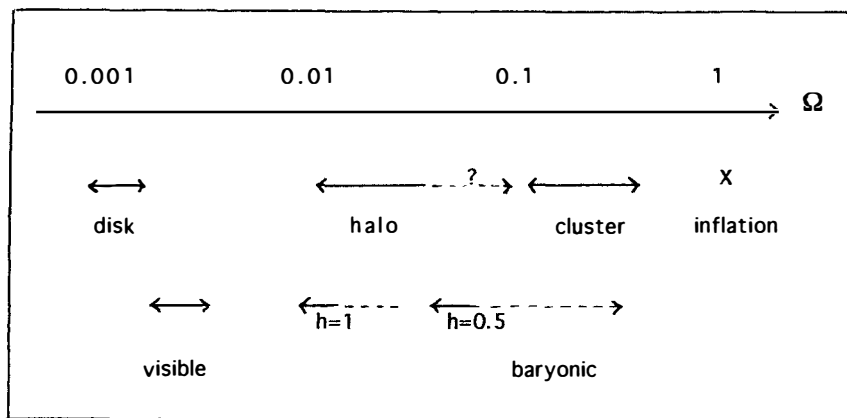 0.001 0.01 0.1 1
Ω
?
X
disk halo cluster inflation
h=1 h=0.5
visible baryonic